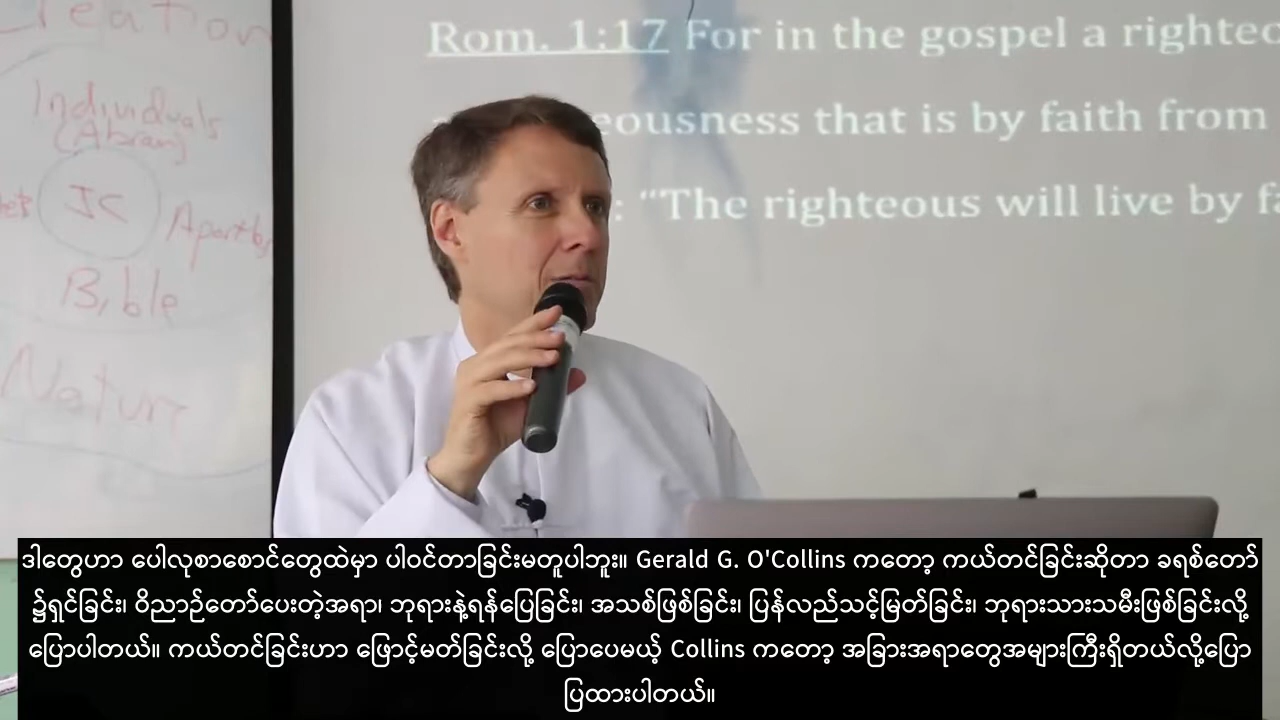 reation
Individuals
(Abram)
JC
Bible
Nature
Rom. 1:17 For in the gospel a righteo
eousness that is by faith from
: “The righteous will live by fa
ဒါတွေဟာ ပေါလုစာစောင်တွေထဲမှာ ပါဝင်တာခြင်းမတူပါဘူး။ Gerald G. O'Collins ကတော့ ကယ်တင်ခြင်းဆိုတာ ခရစ်တော်
၌ရှင်ခြင်း၊ ဝိညာဉ်တော်ပေးတဲ့အရာ၊ ဘုရားနဲ့ရန်ပြေခြင်း၊ အသစ်ဖြစ်ခြင်း၊ ပြန်လည်သင့်မြတ်ခြင်း၊ ဘုရားသားသမီးဖြစ်ခြင်းလို့
ပြောပါတယ်။ ကယ်တင်ခြင်းဟာ ဖြောင့်မတ်ခြင်းလို့ ပြောပေမယ့် Collins ကတော့ အခြားအရာတွေအများကြီးရှိတယ်လို့ပြော
ပြထားပါတယ်။